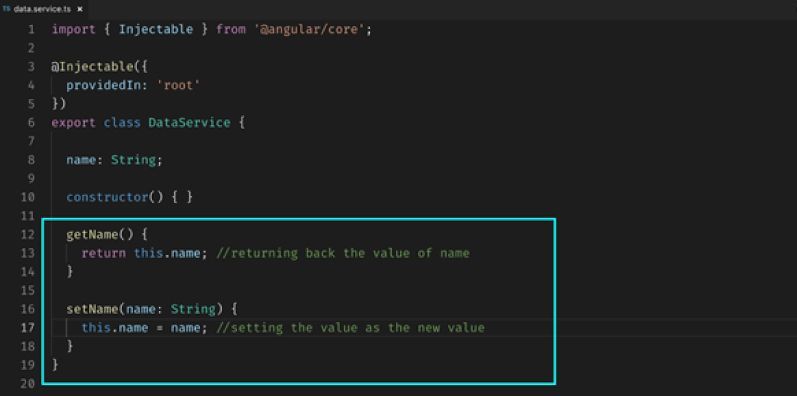 TS data.service.ts ×
1 import { Injectable } from '@angular/core';
2
3 @Injectable({
4   providedIn: 'root'
5 })
6 export class DataService {
7
8   name: String;
9
10   constructor() { }
11
12   getName() {
13     return this.name; //returning back the value of name
14   }
15
16   setName(name: String) {
17     this.name = name; //setting the value as the new value
18   }
19 }
20